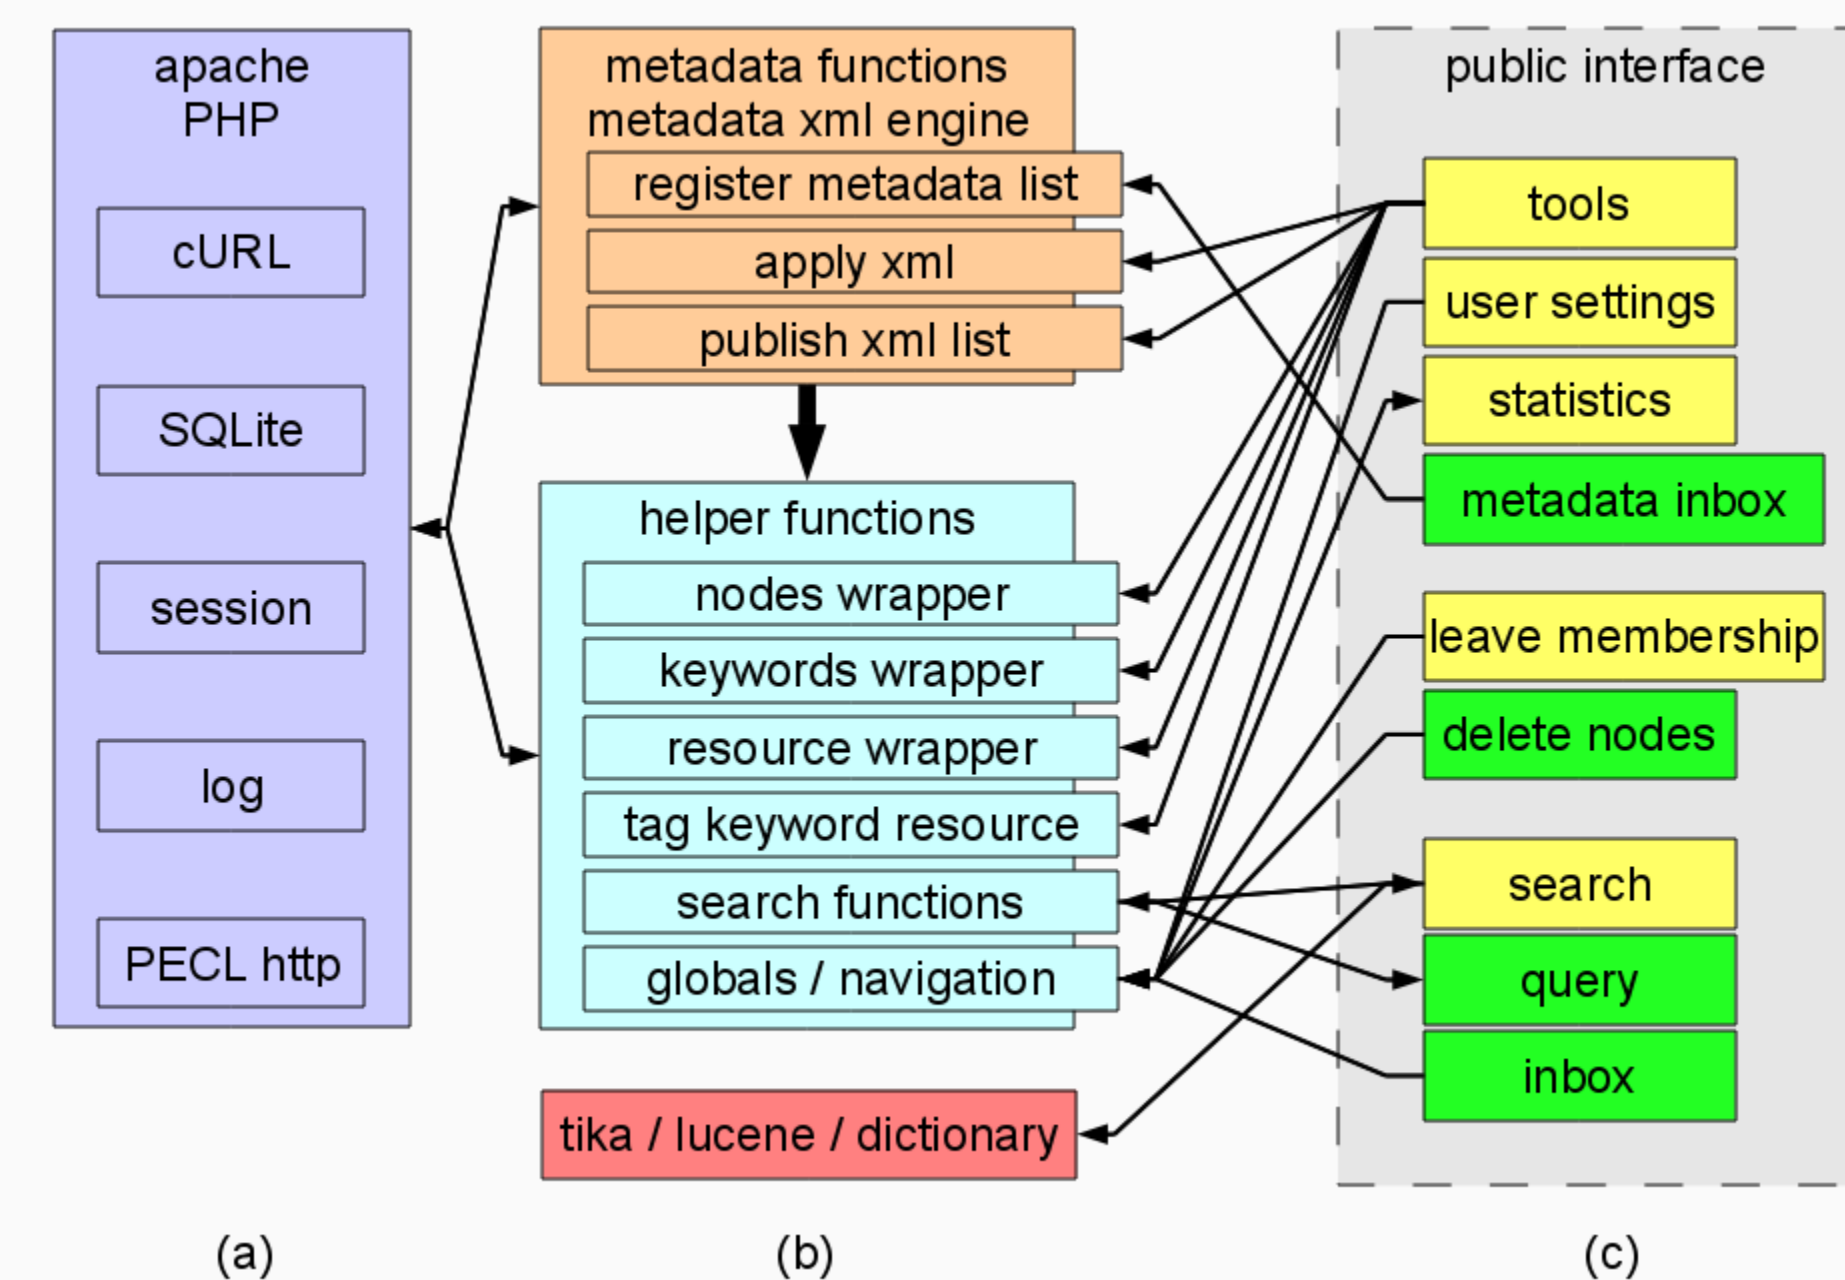 apache
PHP
cURL
SQLite
session
log
PECL http
metadata functions
metadata xml engine
register metadata list
apply xml
publish xml list
helper functions
nodes wrapper
keywords wrapper
resource wrapper
tag keyword resource
search functions
globals / navigation
tika / lucene / dictionary
public interface
tools
user settings
statistics
metadata inbox
leave membership
delete nodes
search
query
inbox
(a)
(b)
(c)